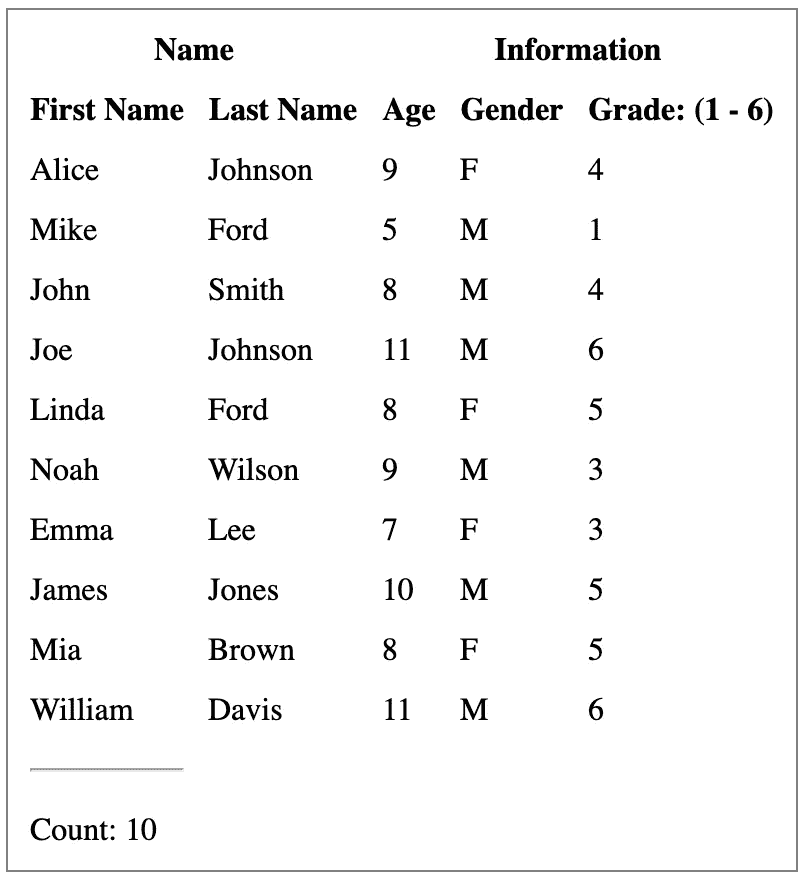 Name Information
First Name Last Name Age Gender Grade: (1 - 6)
Alice Johnson 9 F 4
Mike Ford 5 M 1
John Smith 8 M 4
Joe Johnson 11 M 6
Linda Ford 8 F 5
Noah Wilson 9 M 3
Emma Lee 7 F 3
James Jones 10 M 5
Mia Brown 8 F 5
William Davis 11 M 6
Count: 10